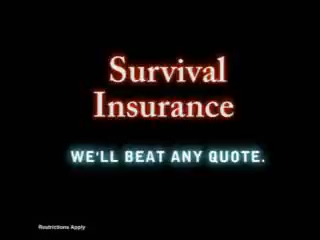 Survival
Insurance
WE'LL BEAT ANY QUOTE.
Restrictions Apply